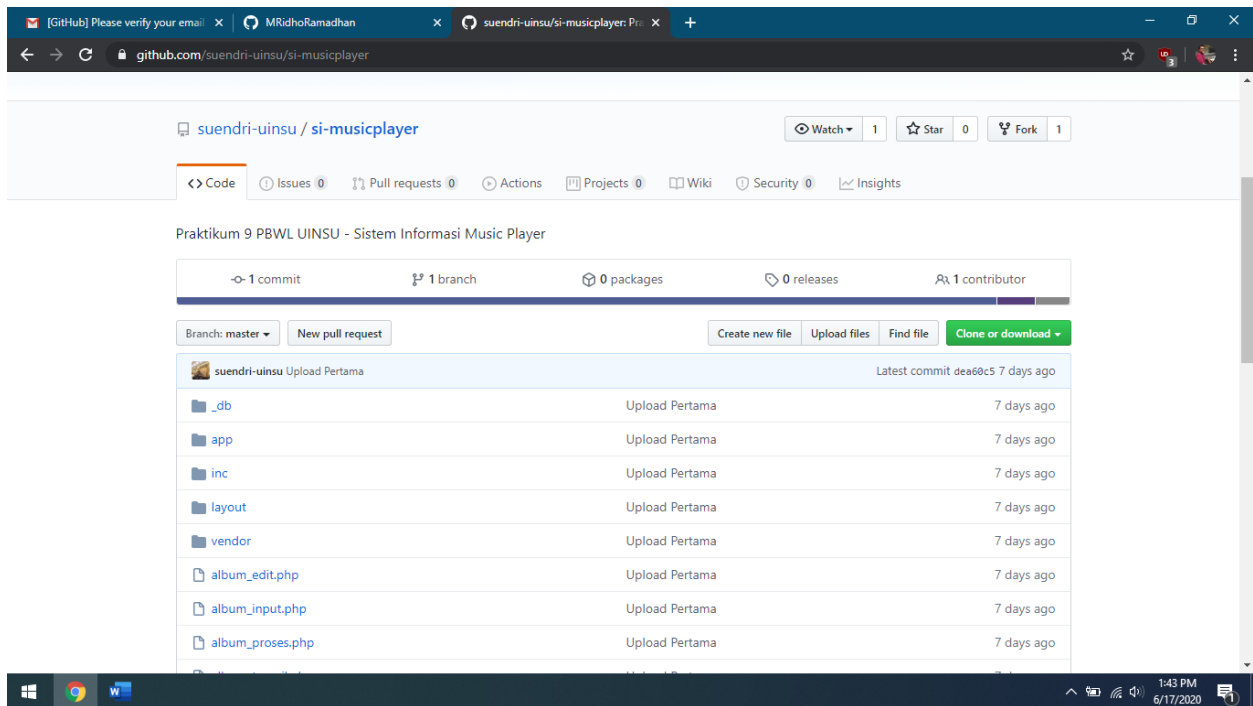 [GitHub] Please verify your email
MRidhoRamadhan
suendri-uinsu/si-musicplayer: Pra
github.com/suendri-uinsu/si-musicplayer
3
suendri-uinsu / si-musicplayer
Watch 1 Star 0 Fork 1
Code Issues 0 Pull requests 0 Actions Projects 0 Wiki Security 0 Insights
Praktikum 9 PBWL UINSU - Sistem Informasi Music Player
1 commit 1 branch 0 packages 0 releases 1 contributor
Branch: master New pull request Create new file Upload files Find file Clone or download
suendri-uinsu Upload Pertama Latest commit dea60c5 7 days ago
_db Upload Pertama 7 days ago
app Upload Pertama 7 days ago
inc Upload Pertama 7 days ago
layout Upload Pertama 7 days ago
vendor Upload Pertama 7 days ago
album_edit.php Upload Pertama 7 days ago
album_input.php Upload Pertama 7 days ago
album_proses.php Upload Pertama 7 days ago
1:43 PM
6/17/2020
1